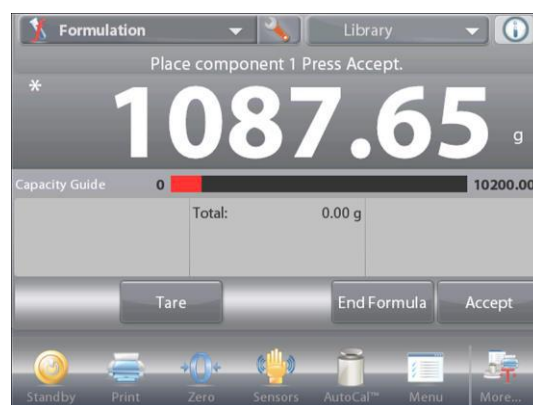 Formulation
Library
Place component 1 Press Accept.
* 1087.65 g
Capacity Guide 0 10200.00
Total: 0.00 g
Tare End Formula Accept
Standby Print Zero Sensors AutoCal™ Menu More...